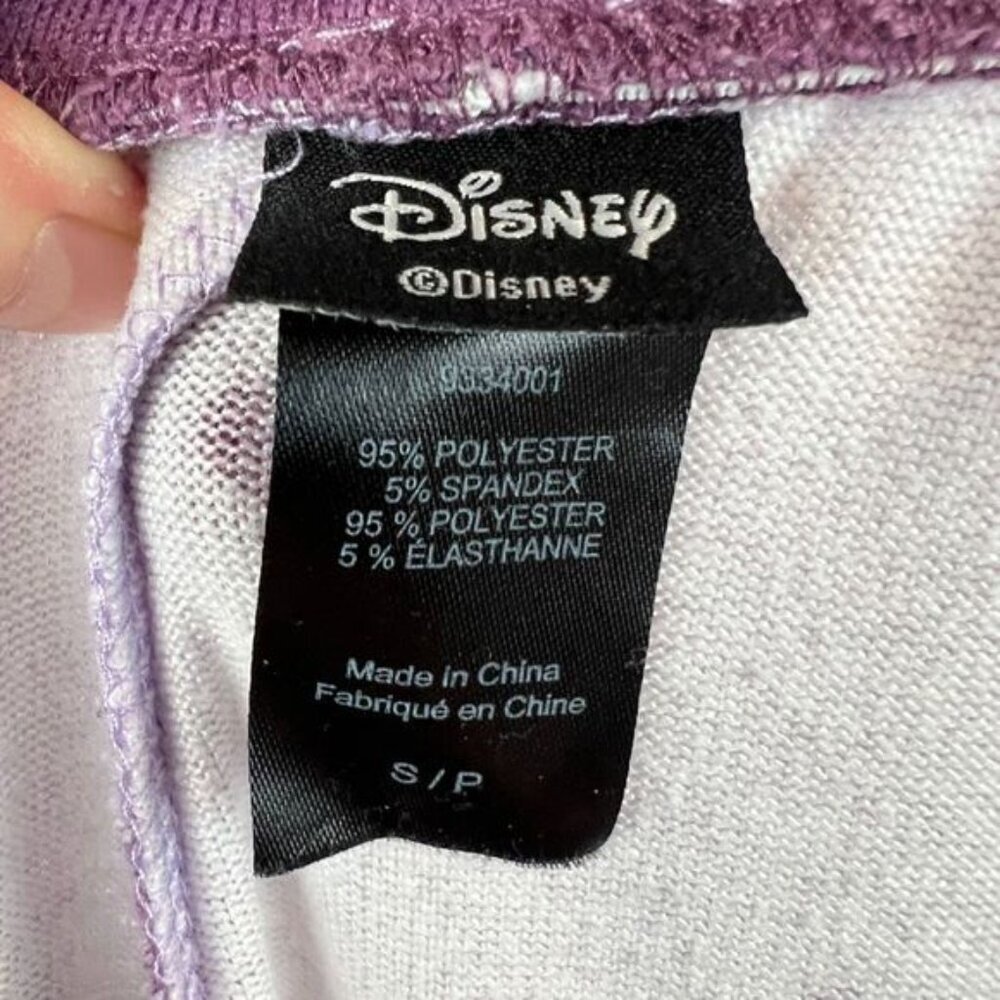 Disney
©Disney
9334001
95% POLYESTER
5% SPANDEX
95 % POLYESTER
5 % ÉLASTHANNE
Made in China
Fabriqué en Chine
S / P